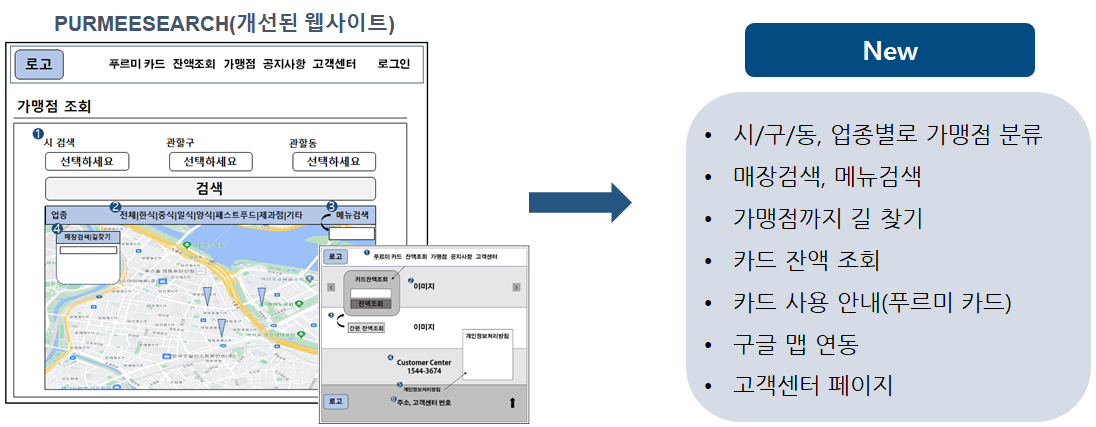 PURMEESEARCH(개선된 웹사이트)
로고
푸르미 카드 잔액조회 가맹점 공지사항 고객센터 로그인
가맹점 조회
1
시 검색 관할구 관할동
선택하세요 선택하세요 선택하세요
검색
업종
2
전체|한식|중식|일식|양식|패스트푸드|제과점|기타
3
메뉴검색
4
매장검색|길찾기
로고
1
푸르미 카드 잔액조회 가맹점 공지사항 고객센터
카드잔액조회
잔액조회
2
이미지
3
간편 잔액조회
이미지
개인정보처리방침
4
Customer Center
1544-3674
5
개인정보처리방침
로고
6
주소, 고객센터 번호
New
• 시/구/동, 업종별로 가맹점 분류
• 매장검색, 메뉴검색
• 가맹점까지 길 찾기
• 카드 잔액 조회
• 카드 사용 안내(푸르미 카드)
• 구글 맵 연동
• 고객센터 페이지